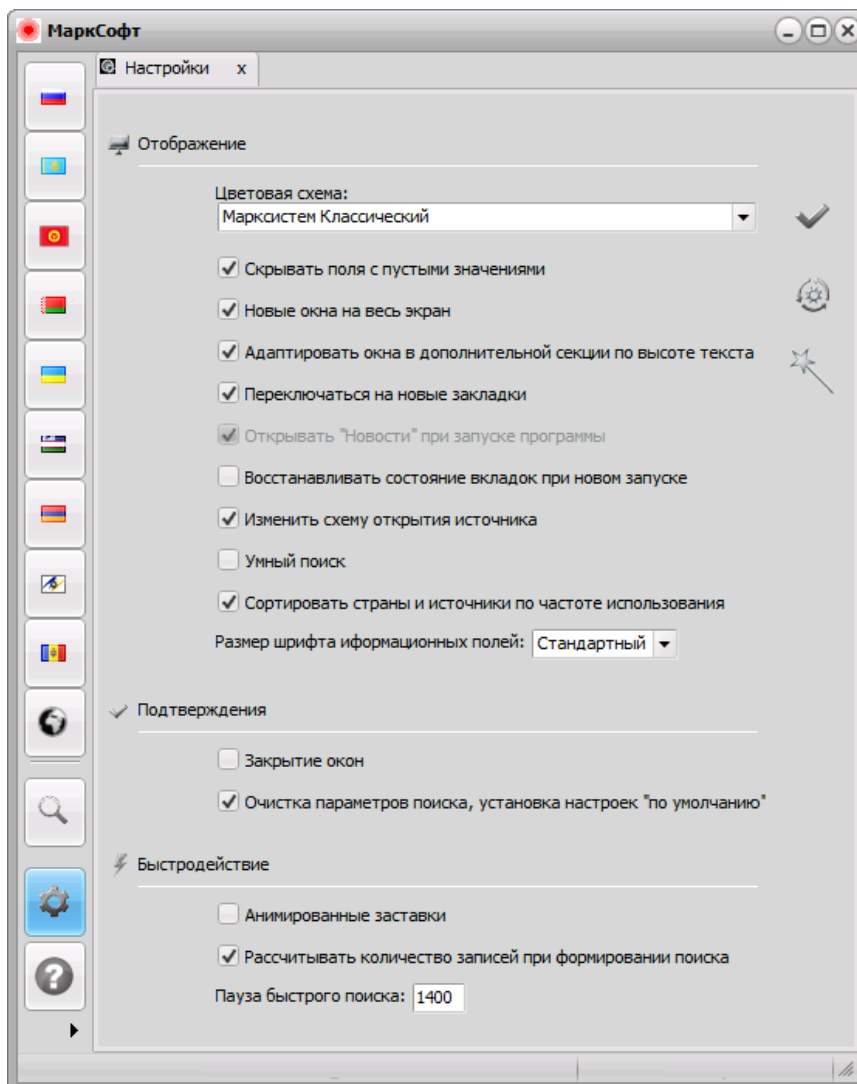 МаркСофт
Настройки x
Отображение
Цветовая схема:
Марксистем Классический
Скрывать поля с пустыми значениями
Новые окна на весь экран
Адаптировать окна в дополнительной секции по высоте текста
Переключаться на новые закладки
Открывать "Новости" при запуске программы
Восстанавливать состояние вкладок при новом запуске
Изменить схему открытия источника
Умный поиск
Сортировать страны и источники по частоте использования
Размер шрифта иформационных полей: Стандартный
Подтверждения
Закрытие окон
Очистка параметров поиска, установка настроек "по умолчанию"
Быстродействие
Анимированные заставки
Рассчитывать количество записей при формировании поиска
Пауза быстрого поиска: 1400